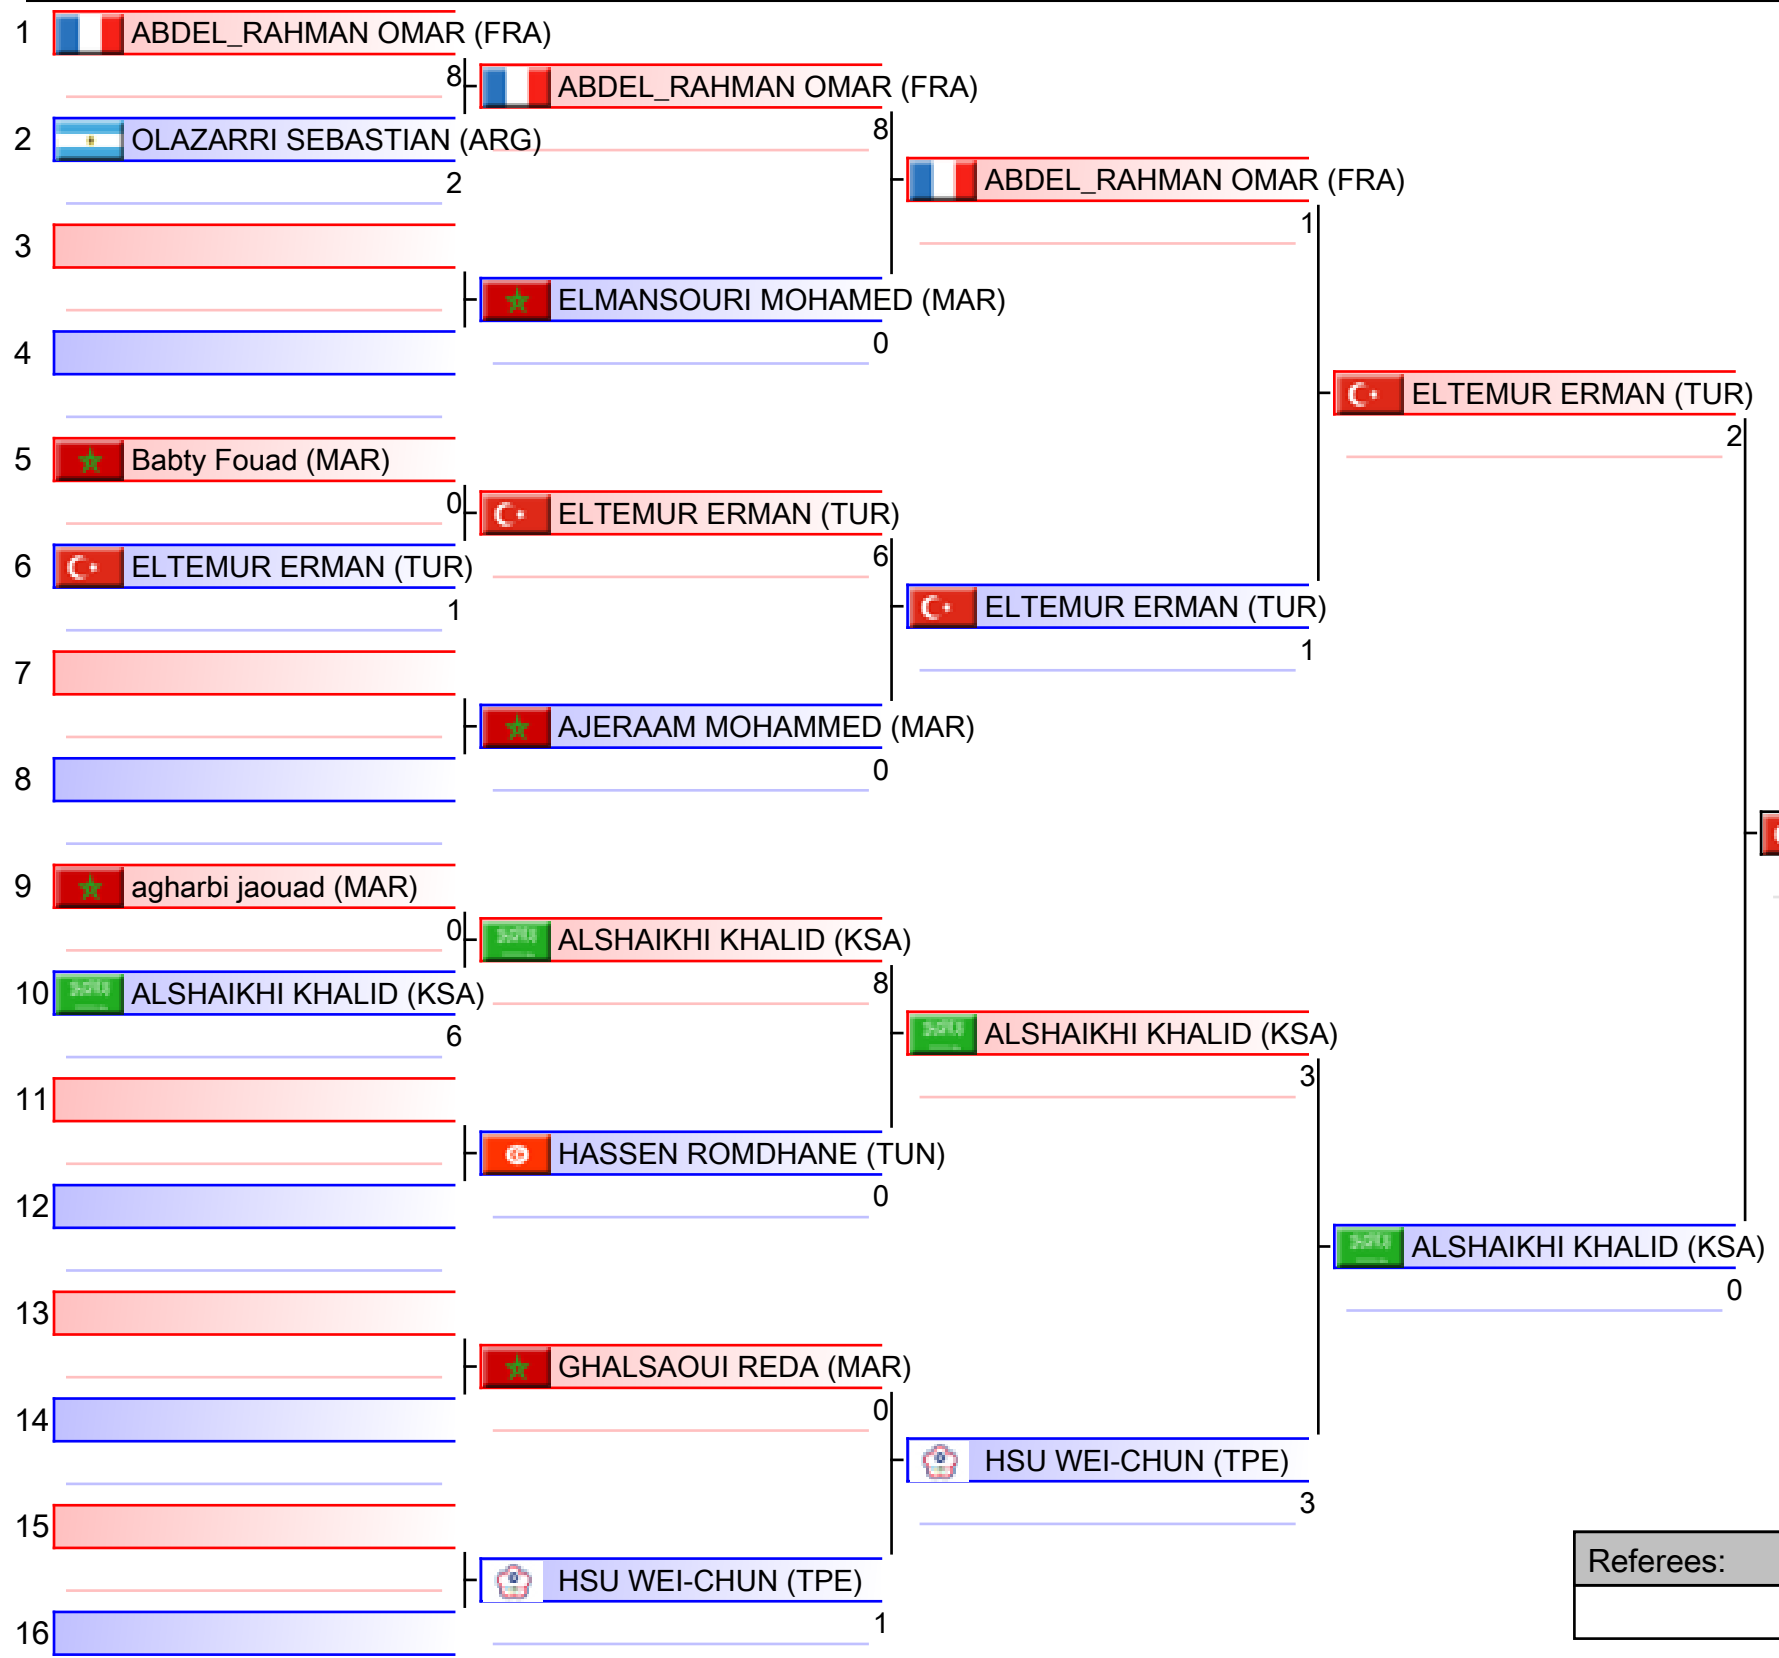 1 ABDEL_RAHMAN OMAR (FRA)
8
ABDEL_RAHMAN OMAR (FRA)
8
2 OLAZARRI SEBASTIAN (ARG)
2
ABDEL_RAHMAN OMAR (FRA)
1
3
ELMANSOURI MOHAMED (MAR)
0
4
ELTEMUR ERMAN (TUR)
2
5 Babty Fouad (MAR)
0
ELTEMUR ERMAN (TUR)
6
6 ELTEMUR ERMAN (TUR)
1
ELTEMUR ERMAN (TUR)
1
7
AJERAAM MOHAMMED (MAR)
0
8
9 agharbi jaouad (MAR)
0
ALSHAIKHI KHALID (KSA)
8
10 ALSHAIKHI KHALID (KSA)
6
ALSHAIKHI KHALID (KSA)
3
11
HASSEN ROMDHANE (TUN)
0
12
ALSHAIKHI KHALID (KSA)
0
13
GHALSAOUI REDA (MAR)
0
14
HSU WEI-CHUN (TPE)
3
15
HSU WEI-CHUN (TPE)
1
16
Referees: